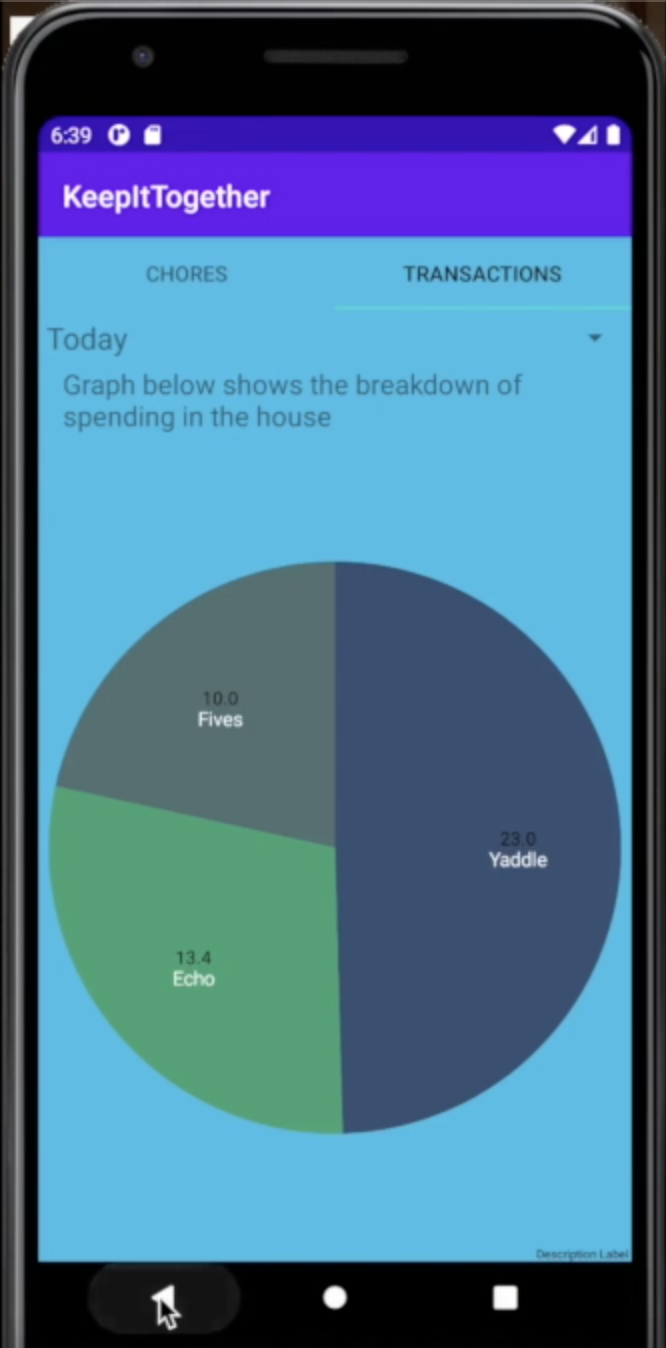 6:39
KeepItTogether
CHORES
TRANSACTIONS
Today
Graph below shows the breakdown of
spending in the house
10.0
Fives
23.0
Yaddle
13.4
Echo
Description Label